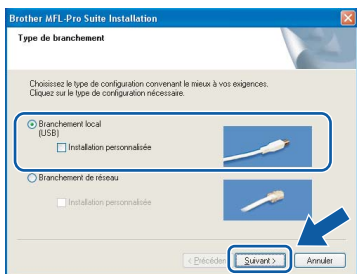 Brother MFL-Pro Suite Installation
Type de branchement
Choisissez le type de configuration convenant le mieux à vos exigences.
Cliquez sur le type de configuration nécessaire.
Branchement local
(USB)
Installation personnalisée
Branchement de réseau
Installation personnalisée
< Précéden
Suivant >
Annuler